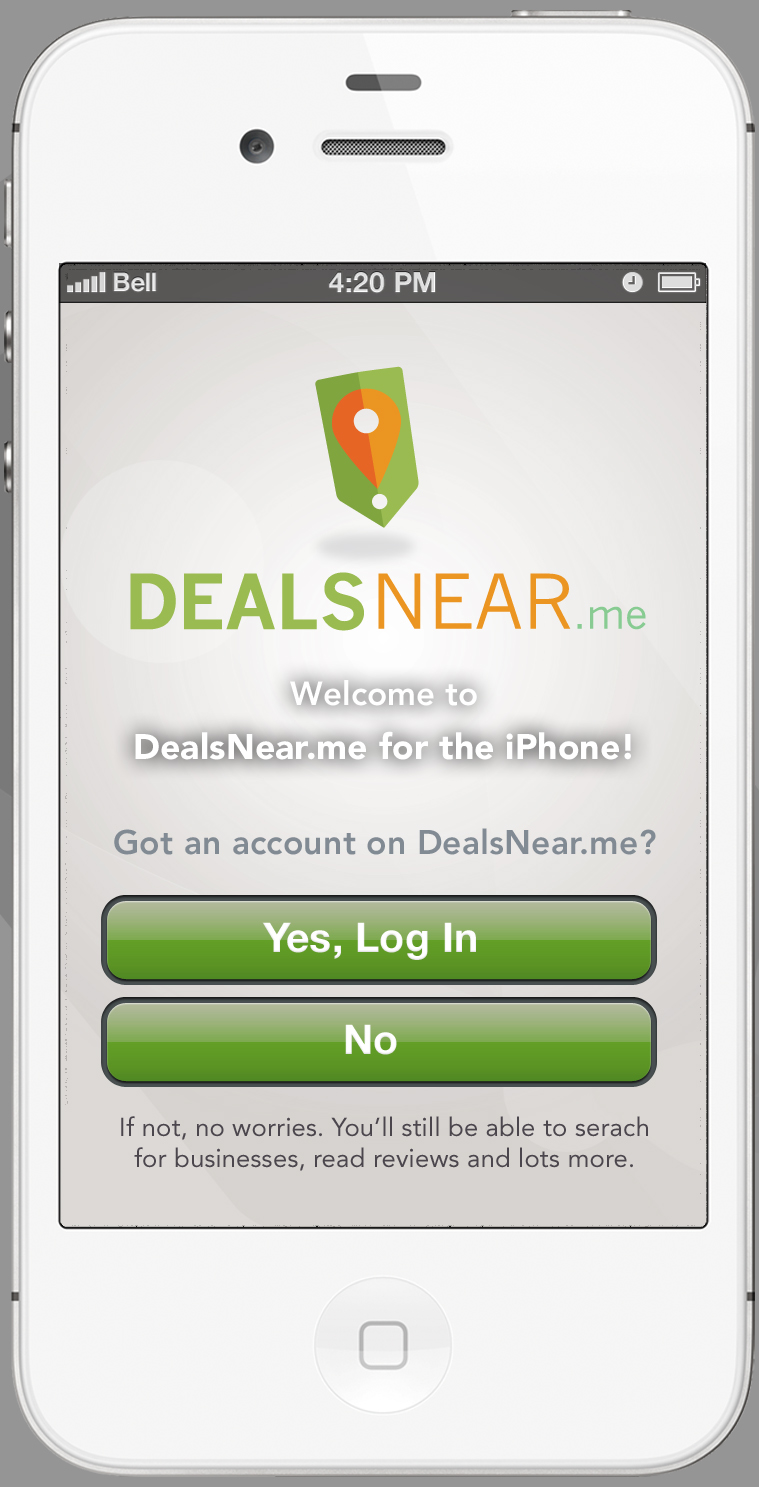 Bell 4:20 PM
DEALSNEAR.me
Welcome to
DealsNear.me for the iPhone!
Got an account on DealsNear.me?
Yes, Log In
No
If not, no worries. You’ll still be able to serach
for businesses, read reviews and lots more.